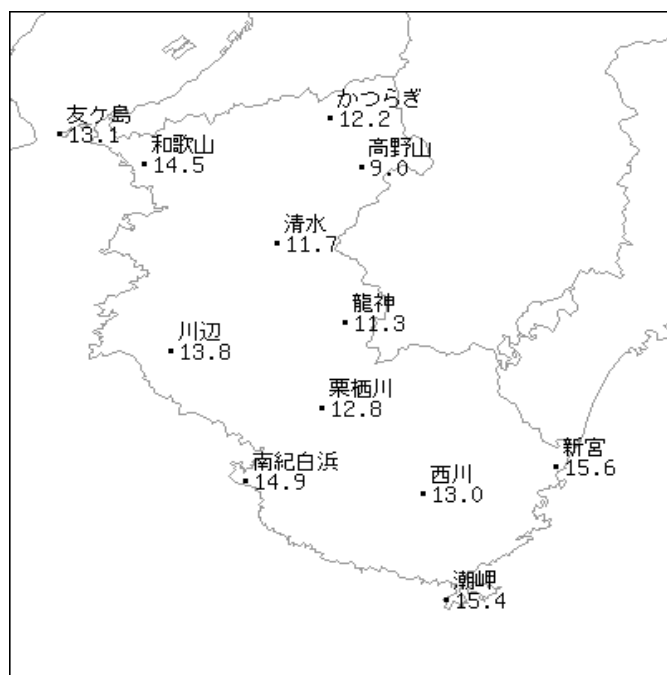 かつらぎ
12.2
友ケ島
13.1
和歌山
14.5
高野山
9.0
清水
11.7
龍神
11.3
川辺
13.8
栗栖川
12.8
新宮
15.6
南紀白浜
14.9
西川
13.0
潮岬
15.4